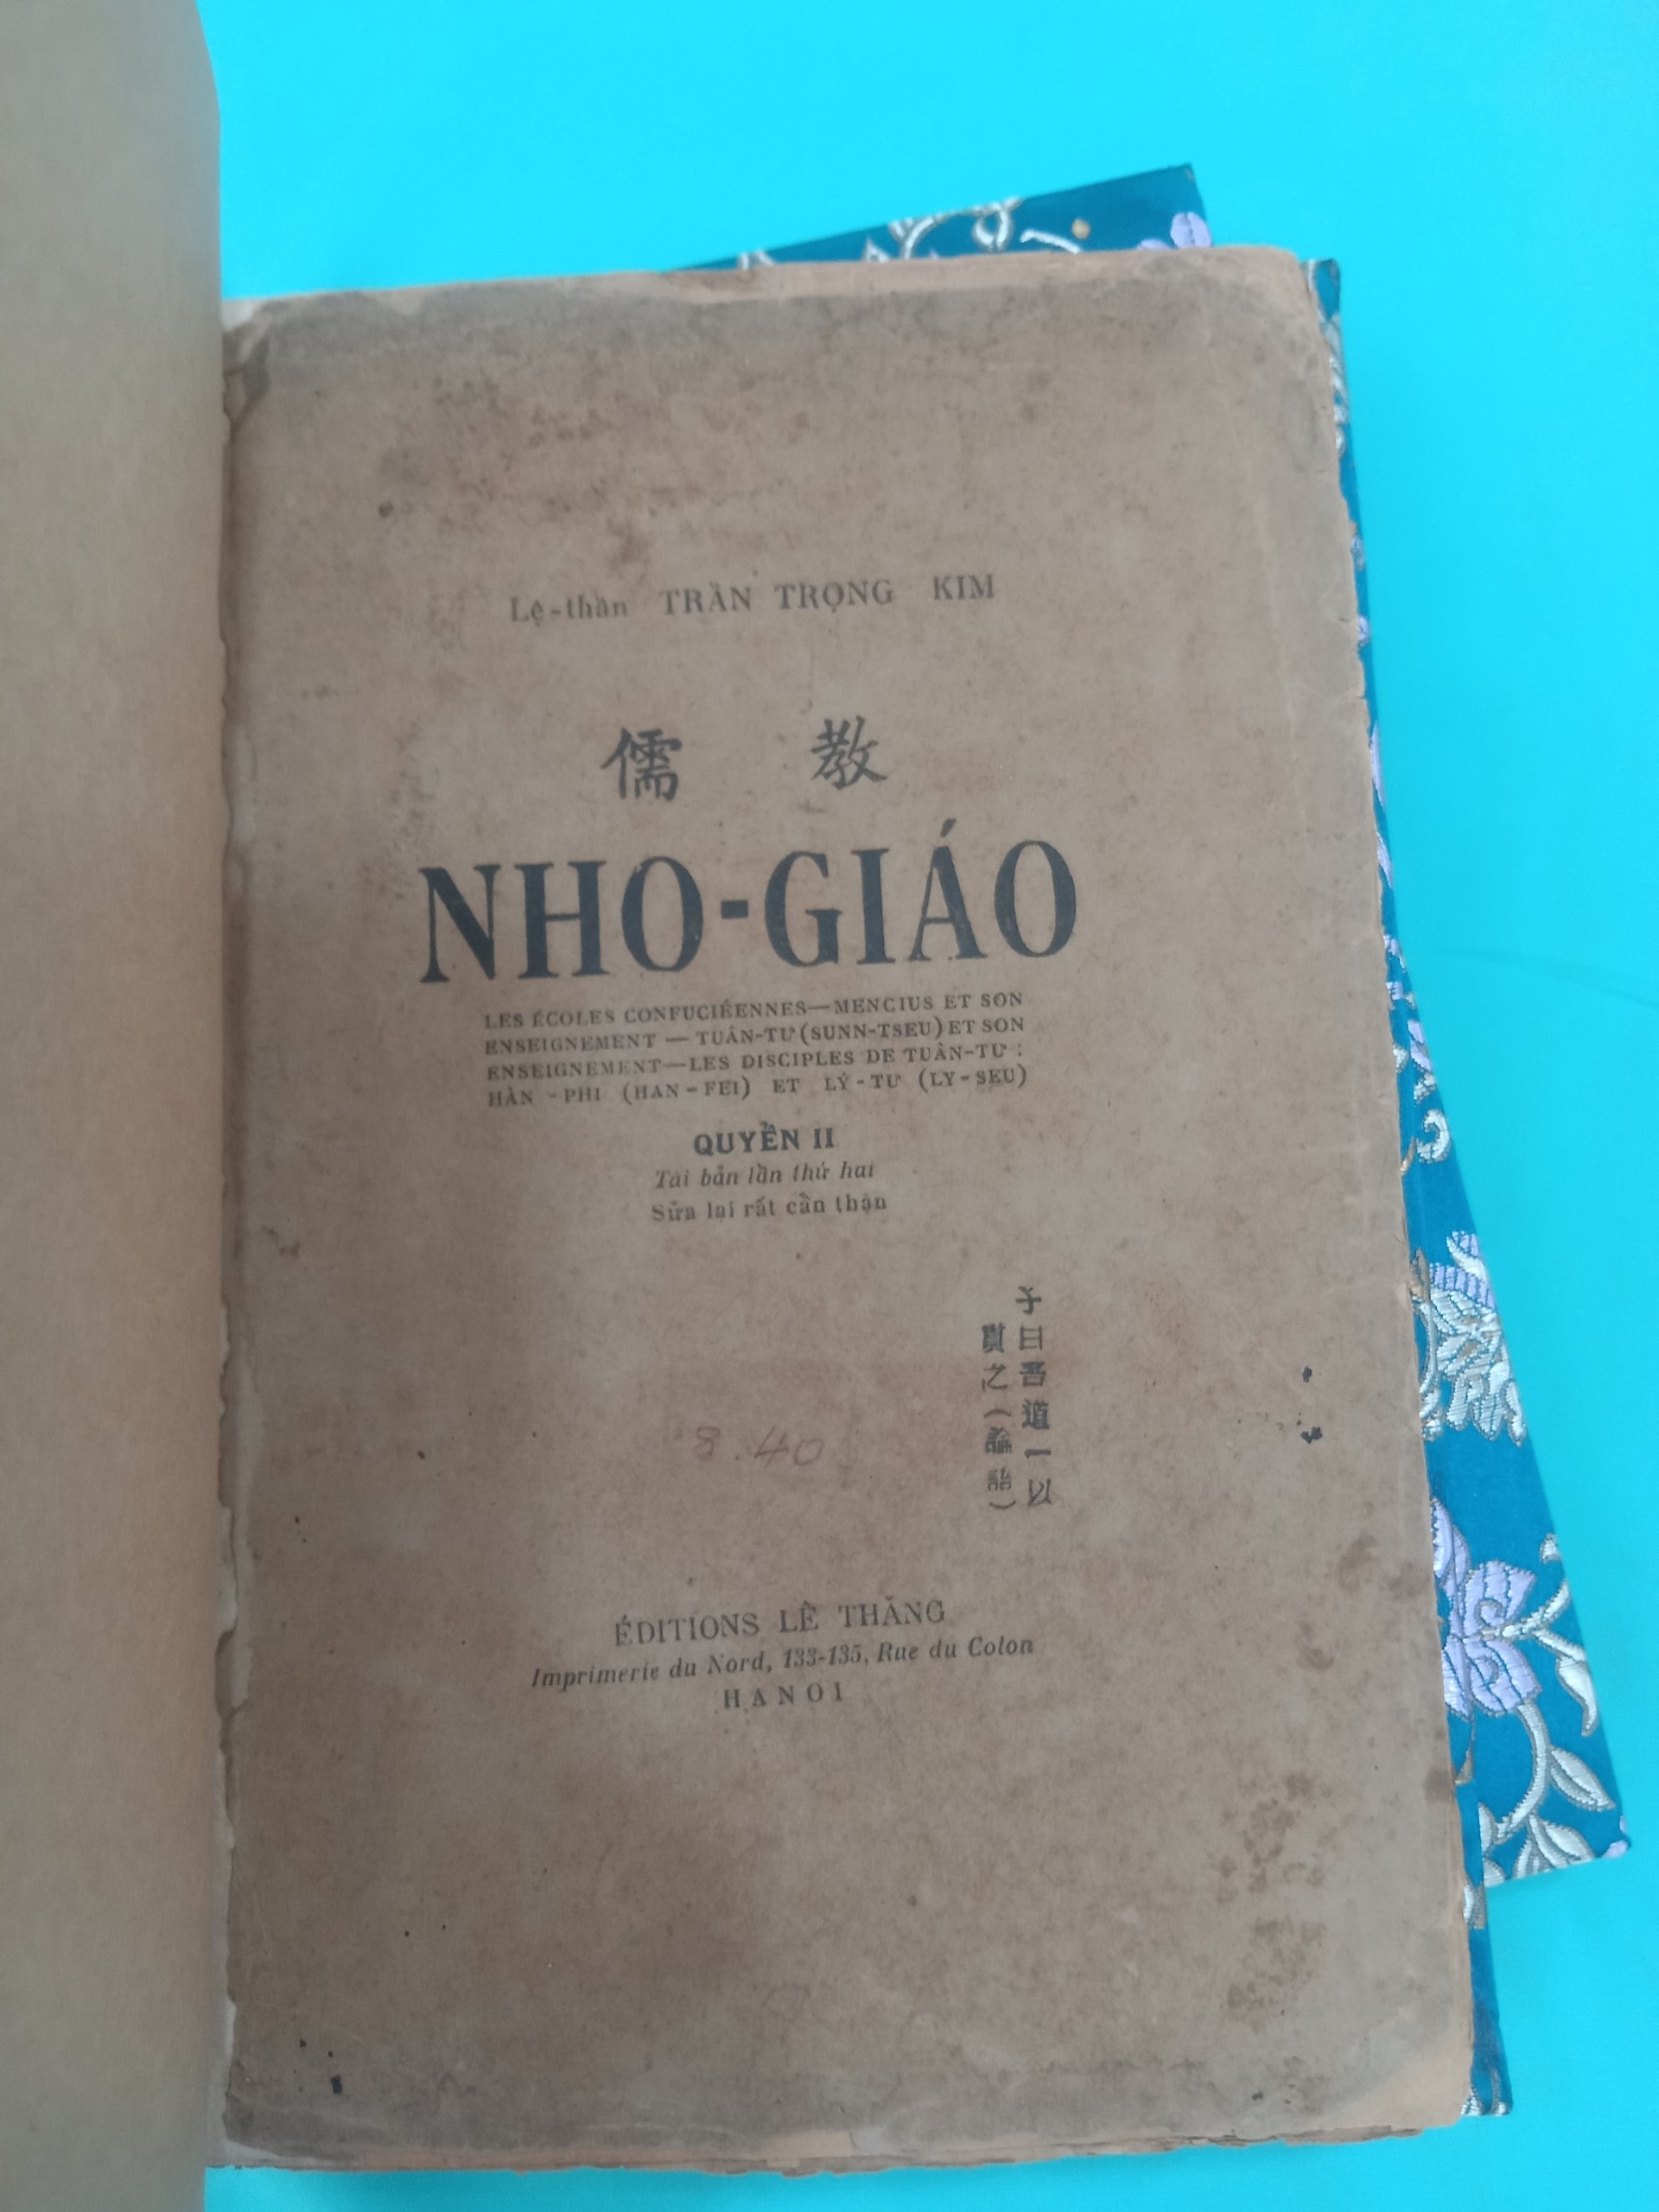 Lệ-thần TRẦN TRỌNG KIM
儒 教
NHO-GIÁO
LES ÉCOLES CONFUCIÉENNES—MENCIUS ET SON
ENSEIGNEMENT — TUÂN-TƯ (SUNN-TSEU) ET SON
ENSEIGNEMENT—LES DISCIPLES DE TUÂN-TƯ :
HÀN - PHI (HAN - FEI) ET LÝ - TƯ (LY - SEU)
QUYỂN II
Tái bản lần thứ hai
Sửa lại rất cẩn thận
子曰吾道一以
貫之(論語)
8.40
ÉDITIONS LÊ THĂNG
Imprimerie du Nord, 133-135, Rue du Colon
HANOI